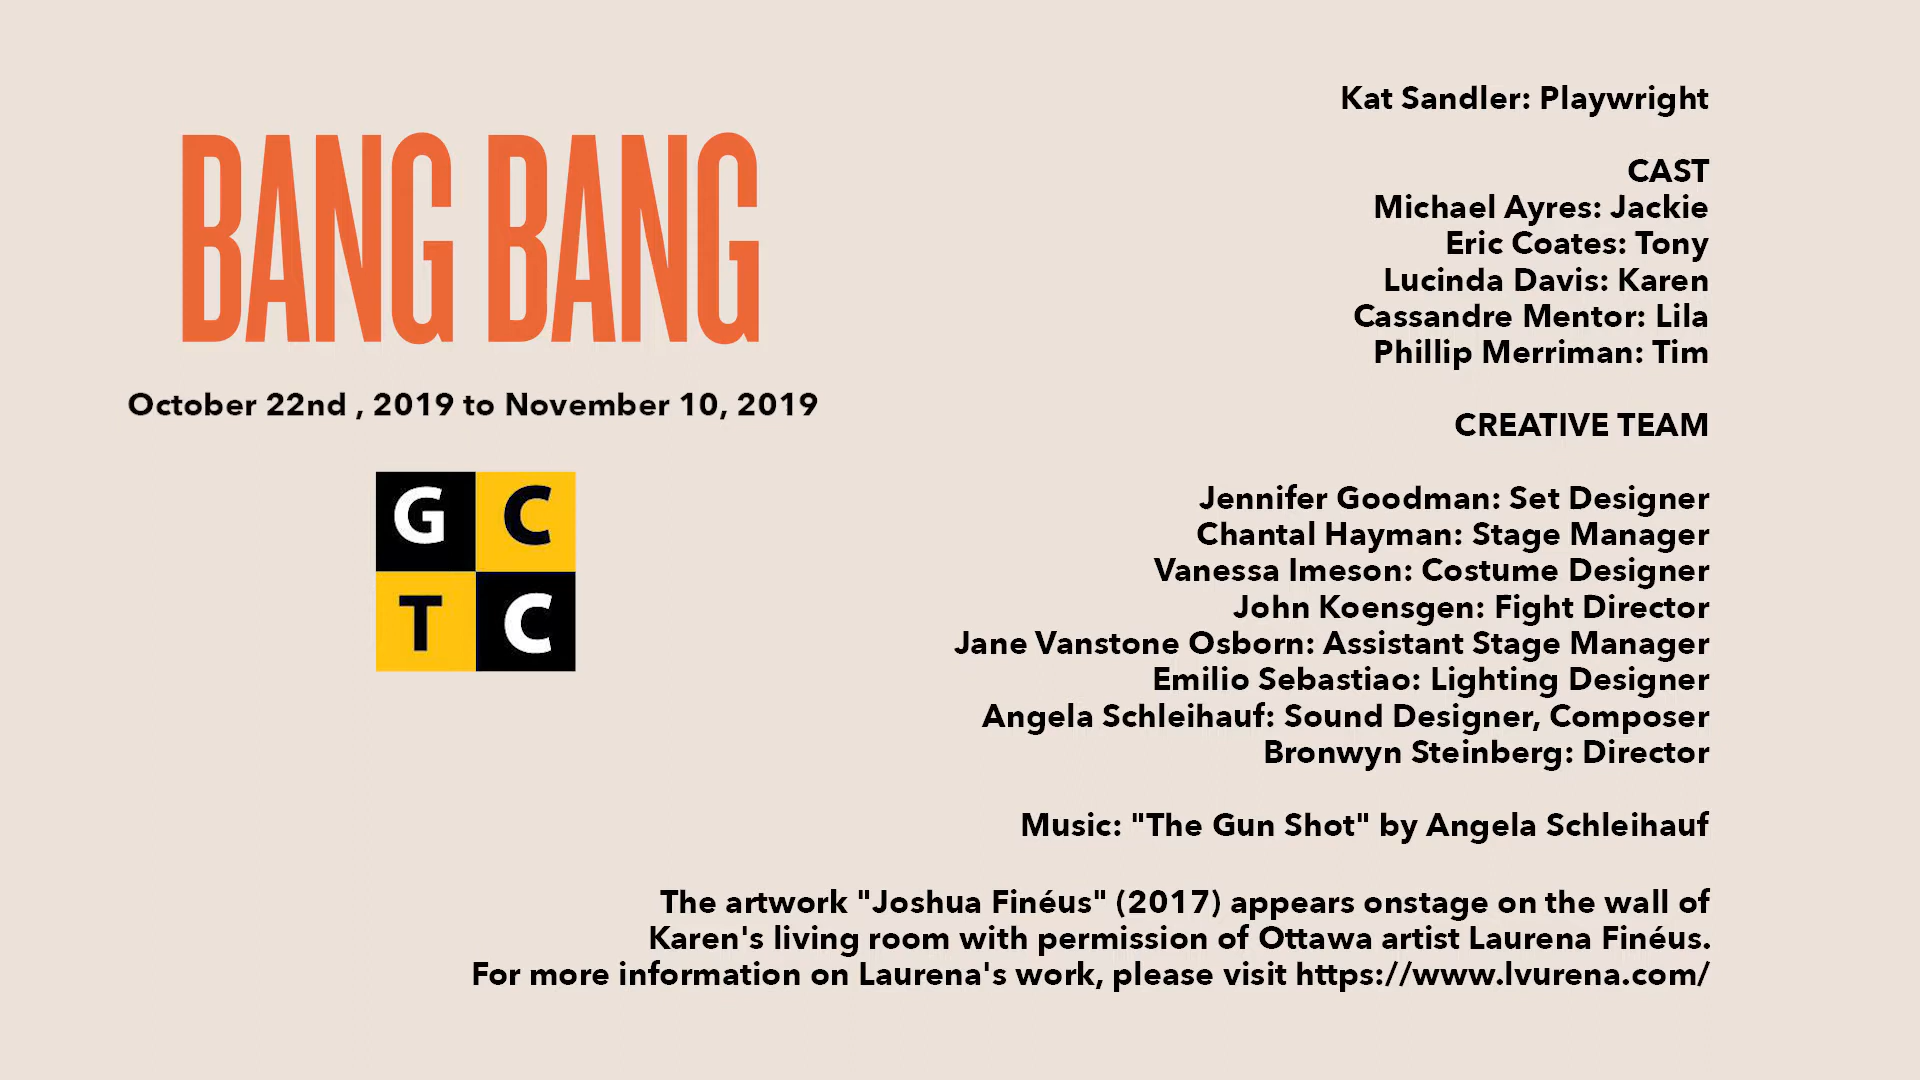 BANG BANG
October 22nd , 2019 to November 10, 2019
G C
T C
Kat Sandler: Playwright
CAST
Michael Ayres: Jackie
Eric Coates: Tony
Lucinda Davis: Karen
Cassandre Mentor: Lila
Phillip Merriman: Tim
CREATIVE TEAM
Jennifer Goodman: Set Designer
Chantal Hayman: Stage Manager
Vanessa Imeson: Costume Designer
John Koensgen: Fight Director
Jane Vanstone Osborn: Assistant Stage Manager
Emilio Sebastiao: Lighting Designer
Angela Schleihauf: Sound Designer, Composer
Bronwyn Steinberg: Director
Music: "The Gun Shot" by Angela Schleihauf
The artwork "Joshua Finéus" (2017) appears onstage on the wall of
Karen's living room with permission of Ottawa artist Laurena Finéus.
For more information on Laurena's work, please visit https://www.lvurena.com/